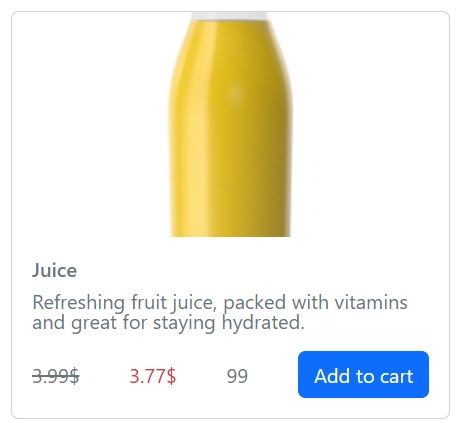 Juice
Refreshing fruit juice, packed with vitamins
and great for staying hydrated.
3.99$ 3.77$ 99 Add to cart